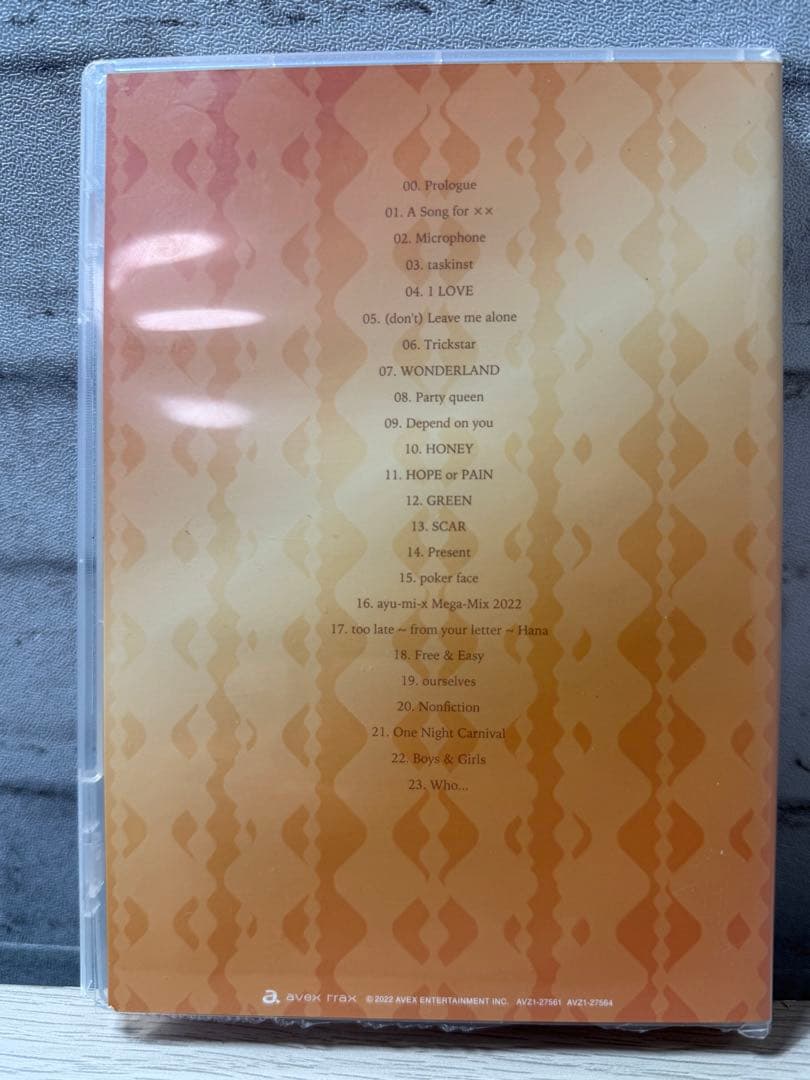 00. Prologue
01. A Song for ××
02. Microphone
03. taskinst
04. I LOVE
05. (don't) Leave me alone
06. Trickstar
07. WONDERLAND
08. Party queen
09. Depend on you
10. HONEY
11. HOPE or PAIN
12. GREEN
13. SCAR
14. Present
15. poker face
16. ayu-mi-x Mega-Mix 2022
17. too late ~ from your letter ~ Hana
18. Free & Easy
19. ourselves
20. Nonfiction
21. One Night Carnival
22. Boys & Girls
23. Who...
a. avex trax © 2022 AVEX ENTERTAINMENT INC. AVZ1-27561 AVZ1-27564